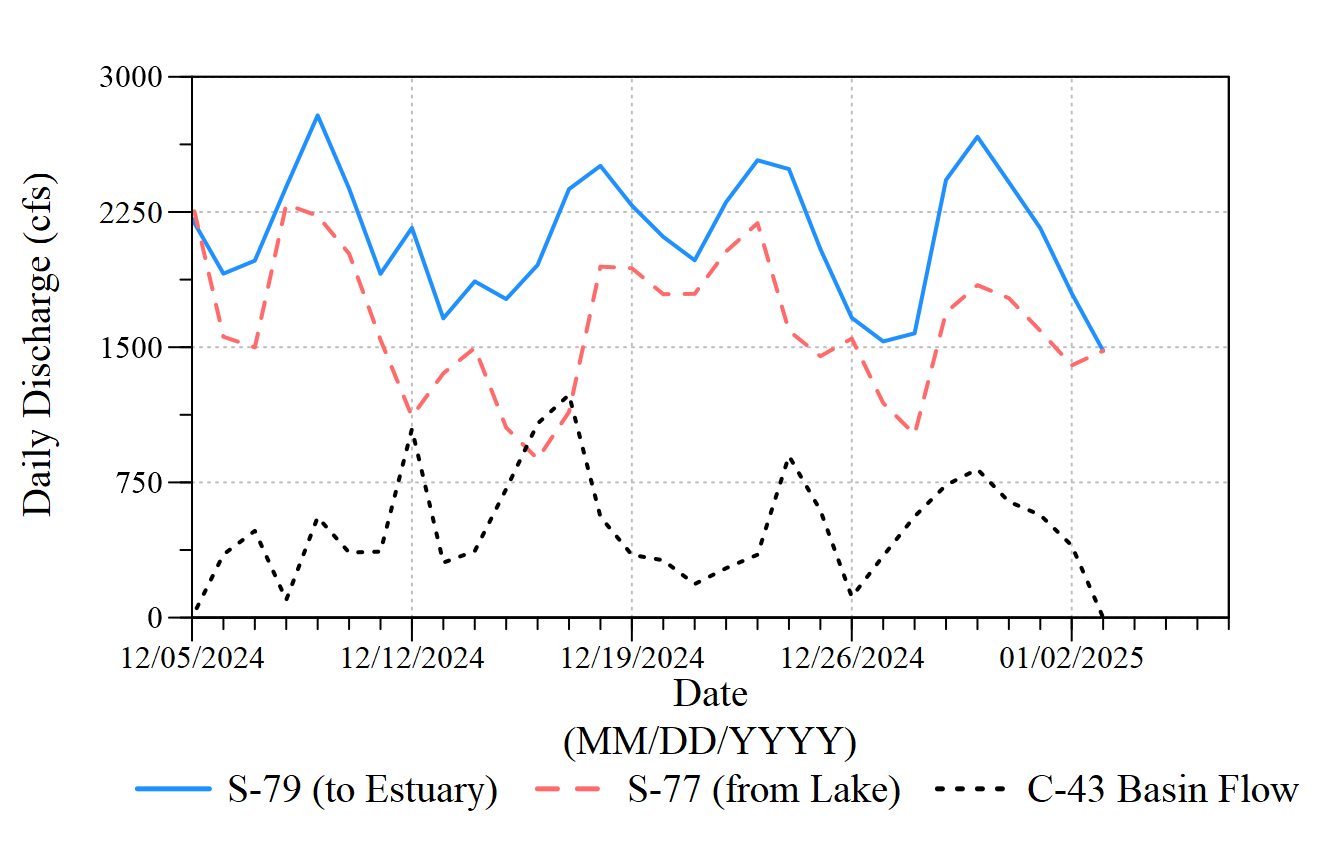 Daily Discharge (cfs)
3000
2250
1500
750
0
12/05/2024 12/12/2024 12/19/2024 12/26/2024 01/02/2025
Date
(MM/DD/YYYY)
S-79 (to Estuary) S-77 (from Lake) C-43 Basin Flow